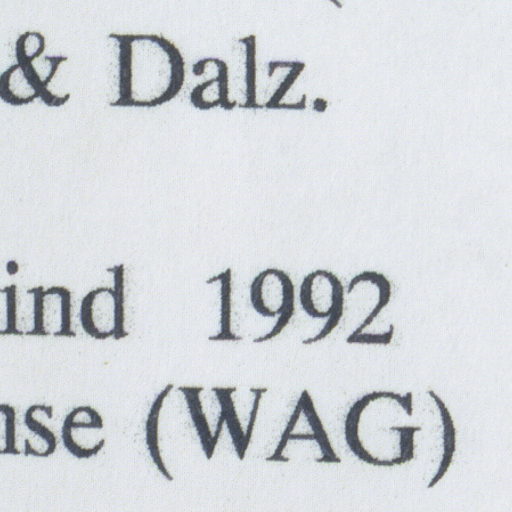 & Dalz.
ind 1992
nse (WAG)